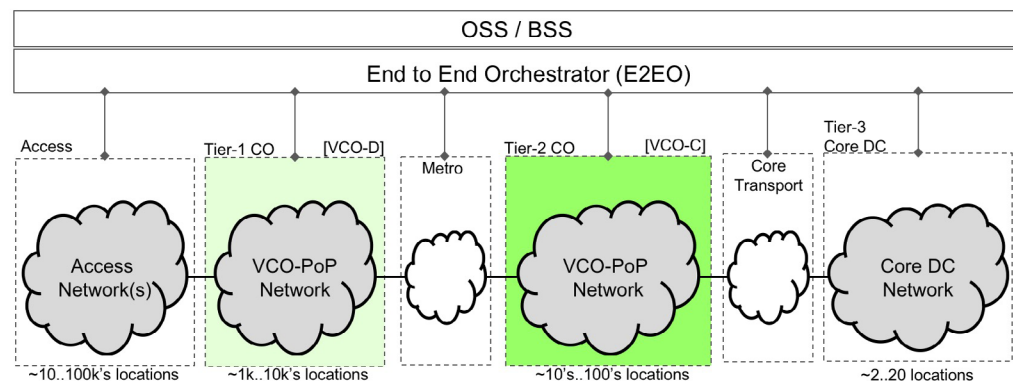 OSS / BSS
End to End Orchestrator (E2EO)
Access
Tier-1 CO
[VCO-D]
Metro
Tier-2 CO
[VCO-C]
Core
Transport
Tier-3
Core DC
Access
Network(s)
VCO-PoP
Network
VCO-PoP
Network
Core DC
Network
~10..100k's locations
~1k..10k's locations
~10's..100's locations
~2..20 locations